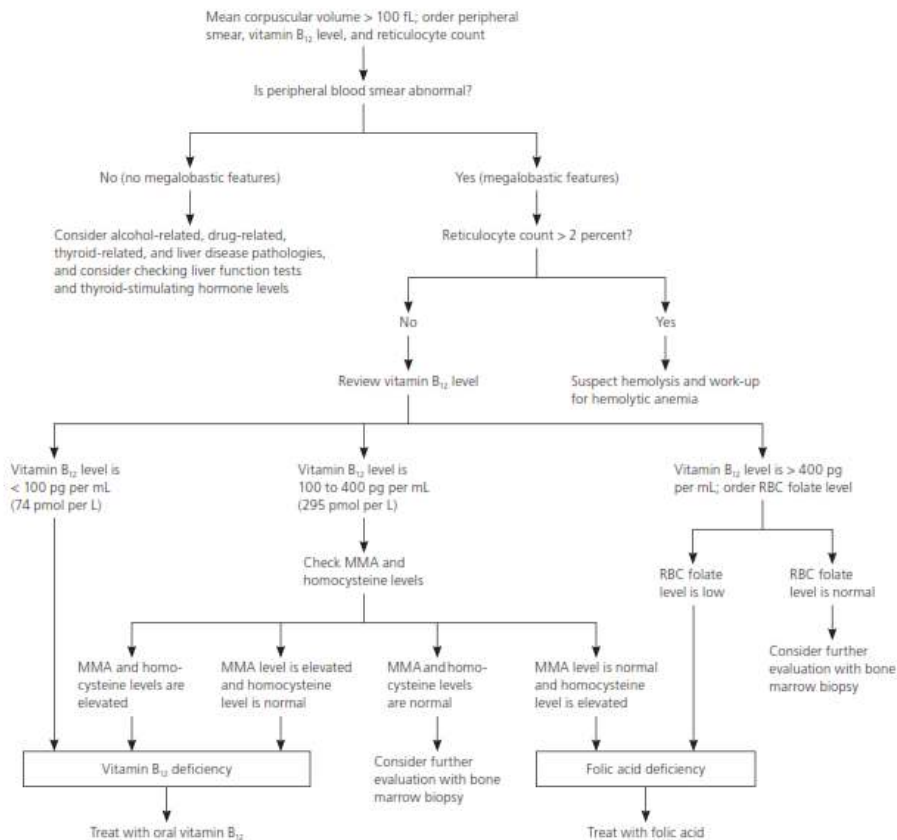 Mean corpuscular volume > 100 fL; order peripheral
smear, vitamin B₁₂ level, and reticulocyte count
Is peripheral blood smear abnormal?
No (no megalobastic features)
Yes (megalobastic features)
Consider alcohol-related, drug-related,
thyroid-related, and liver disease pathologies,
and consider checking liver function tests
and thyroid-stimulating hormone levels
Reticulocyte count > 2 percent?
No
Yes
Review vitamin B₁₂ level
Suspect hemolysis and work-up
for hemolytic anemia
Vitamin B₁₂ level is
< 100 pg per mL
(74 pmol per L)
Vitamin B₁₂ level is
100 to 400 pg per mL
(295 pmol per L)
Vitamin B₁₂ level is > 400 pg
per mL; order RBC folate level
Check MMA and
homocysteine levels
RBC folate
level is low
RBC folate
level is normal
Consider further
evaluation with bone
marrow biopsy
MMA and homo-
cysteine levels are
elevated
MMA level is elevated
and homocysteine
level is normal
MMA and homo-
cysteine levels
are normal
MMA level is normal
and homocysteine
level is elevated
Vitamin B₁₂ deficiency
Consider further
evaluation with bone
marrow biopsy
Folic acid deficiency
Treat with oral vitamin B₁₂
Treat with folic acid